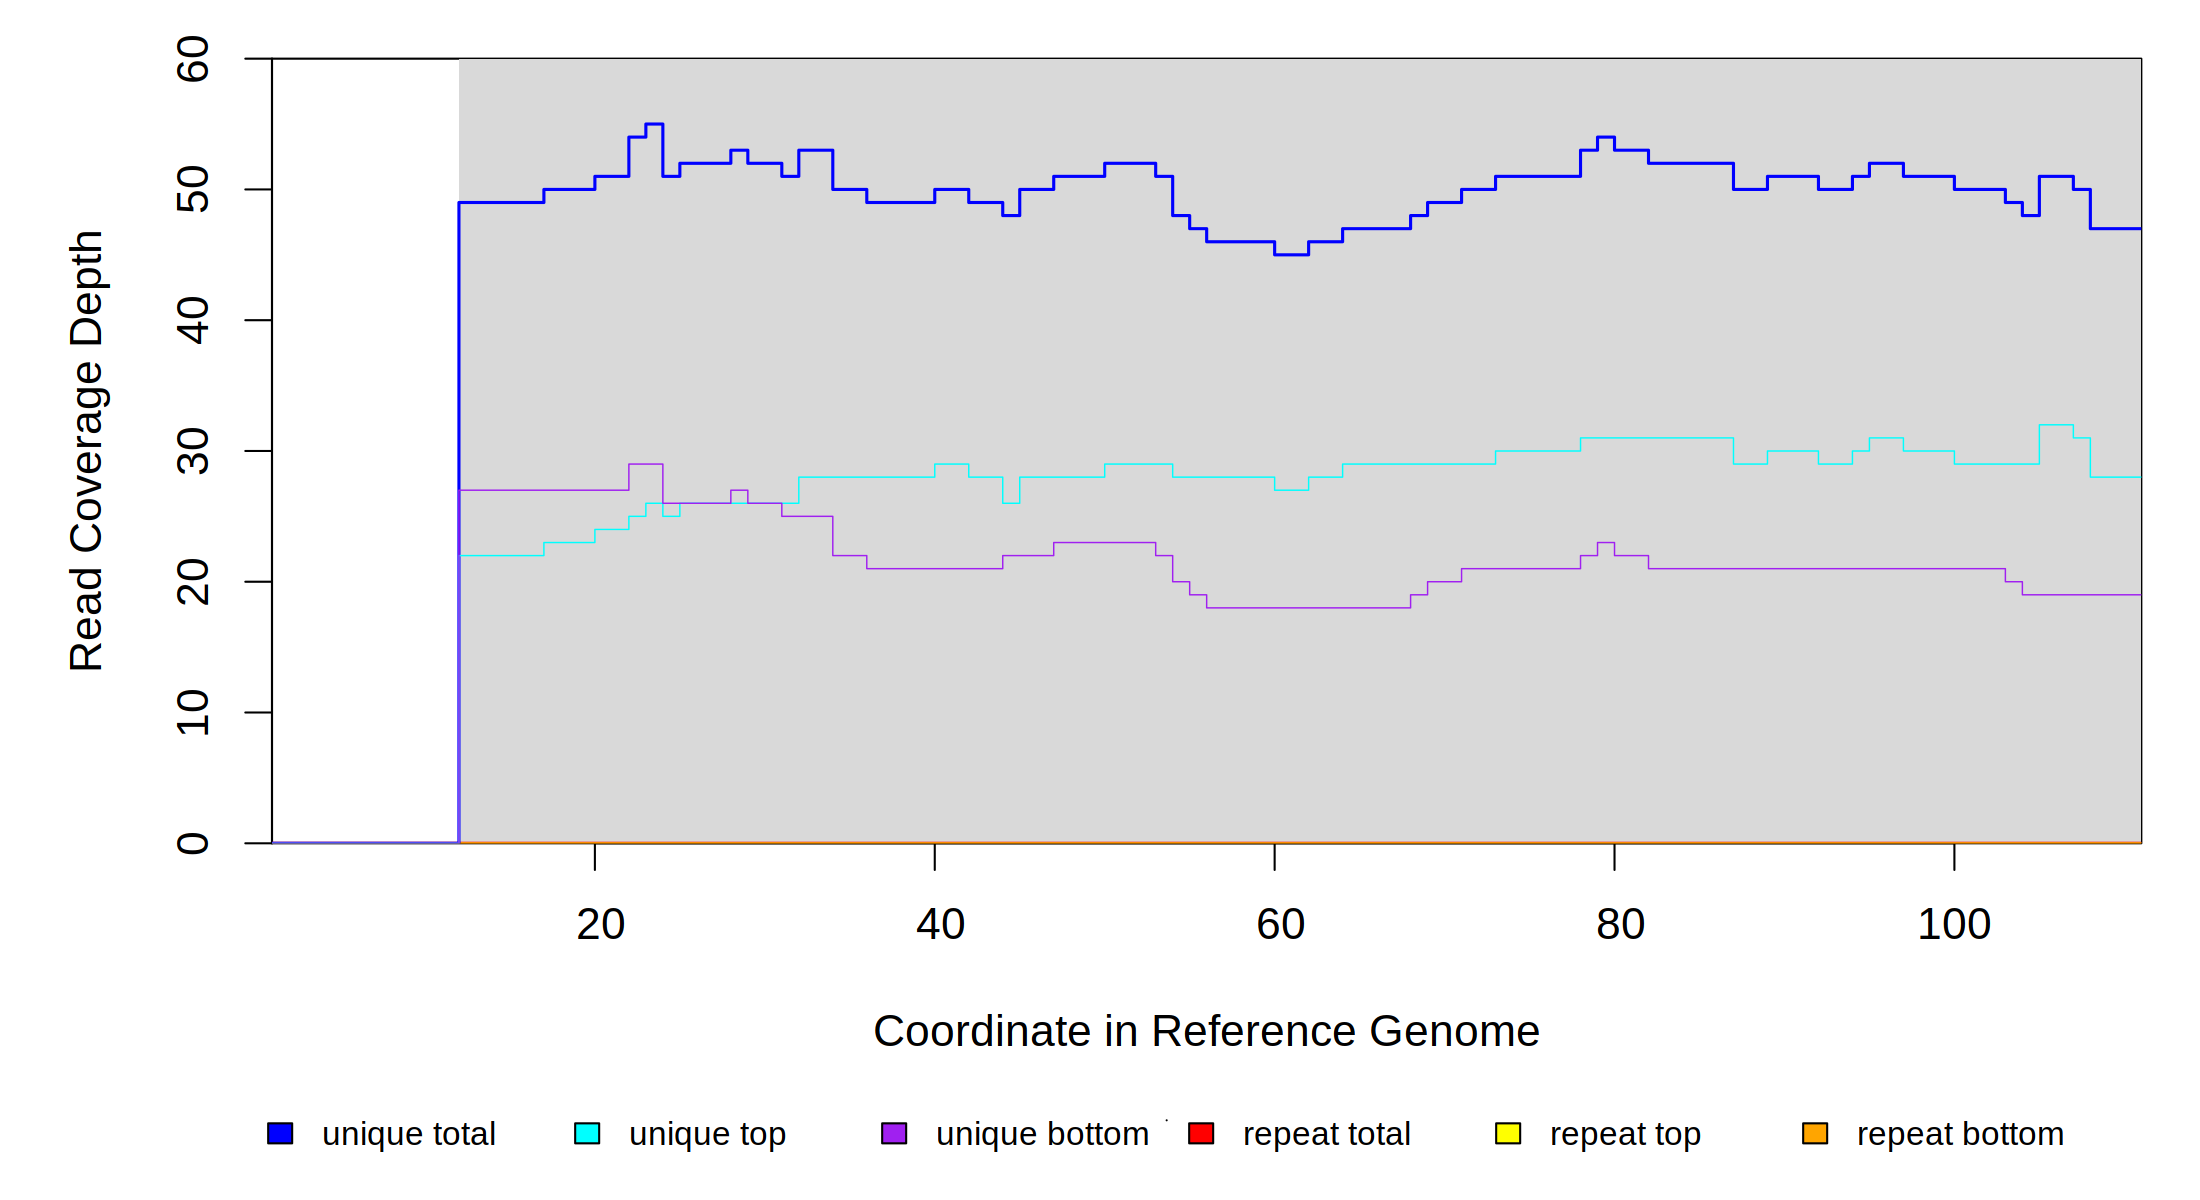 60
50
40
30
20
10
0
Read Coverage Depth
20 40 60 80 100
Coordinate in Reference Genome
unique total unique top unique bottom repeat total repeat top repeat bottom